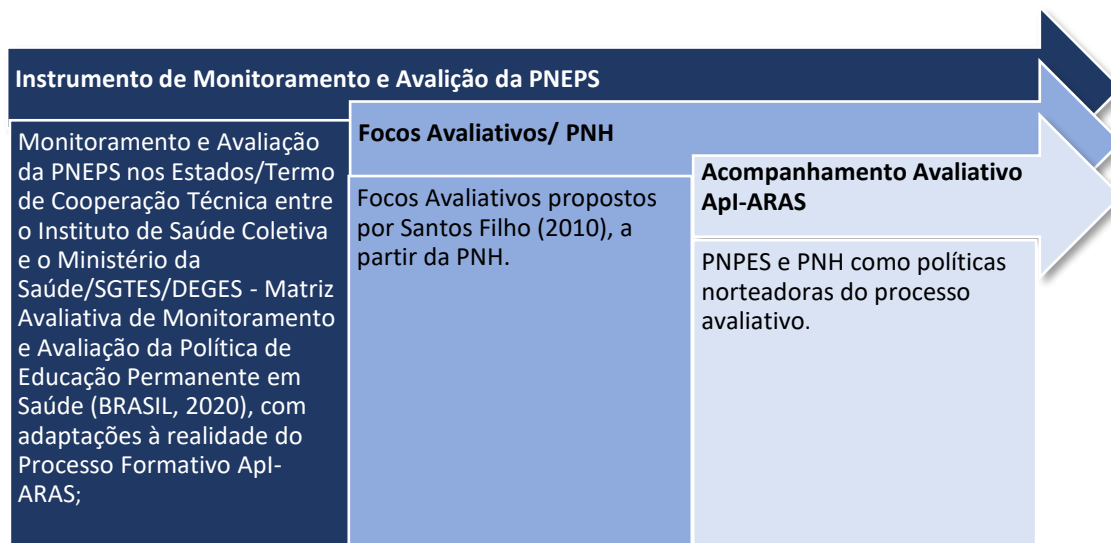 Instrumento de Monitoramento e Avalição da PNEPS
Monitoramento e Avaliação
da PNEPS nos Estados/Termo
de Cooperação Técnica entre
o Instituto de Saúde Coletiva
e o Ministério da
Saúde/SGTES/DEGES - Matriz
Avaliativa de Monitoramento
e Avaliação da Política de
Educação Permanente em
Saúde (BRASIL, 2020), com
adaptações à realidade do
Processo Formativo ApI-
ARAS;
Focos Avaliativos/ PNH
Focos Avaliativos propostos
por Santos Filho (2010), a
partir da PNH.
Acompanhamento Avaliativo
ApI-ARAS
PNPES e PNH como políticas
norteadoras do processo
avaliativo.